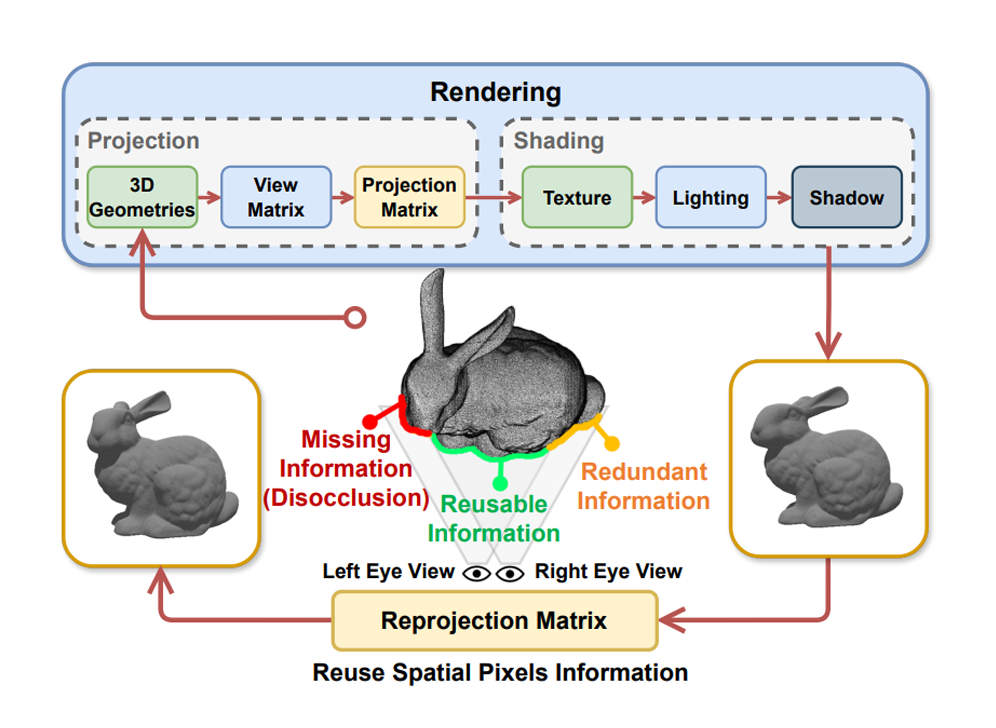 Rendering
Projection
3D
Geometries
View
Matrix
Projection
Matrix
Shading
Texture
Lighting
Shadow
Missing
Information
(Disocclusion)
Reusable
Information
Redundant
Information
Left Eye View
Right Eye View
Reprojection Matrix
Reuse Spatial Pixels Information